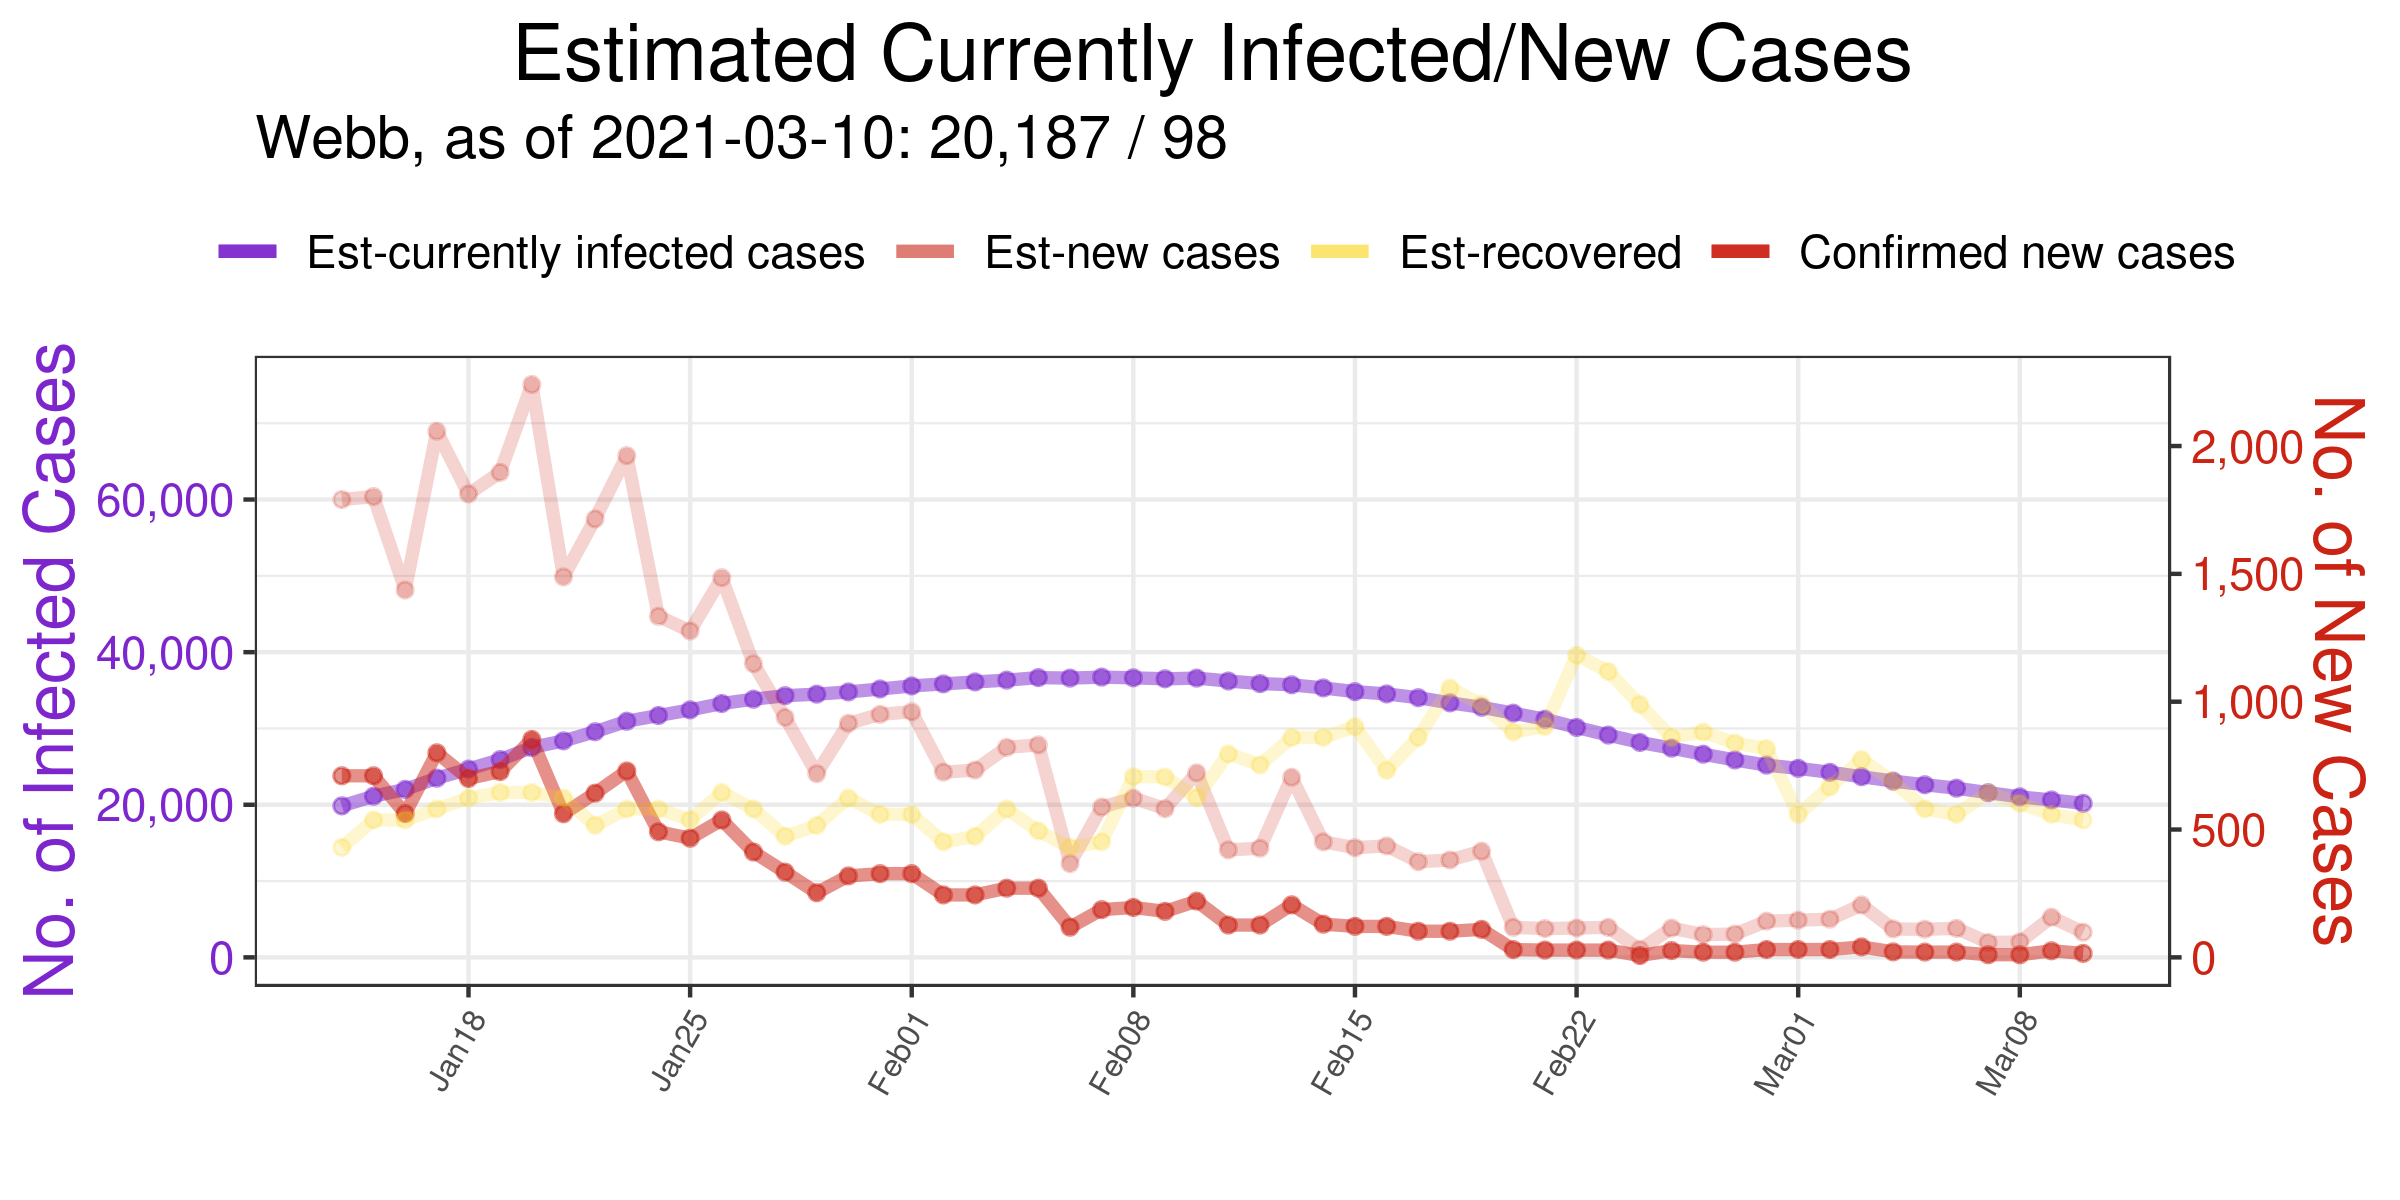 Estimated Currently Infected/New Cases
Webb, as of 2021-03-10: 20,187 / 98
Est-currently infected cases
Est-new cases
Est-recovered
Confirmed new cases
No. of Infected Cases
60,000
40,000
20,000
0
No. of New Cases
2,000
1,500
1,000
500
0
Jan18
Jan25
Feb01
Feb08
Feb15
Feb22
Mar01
Mar08